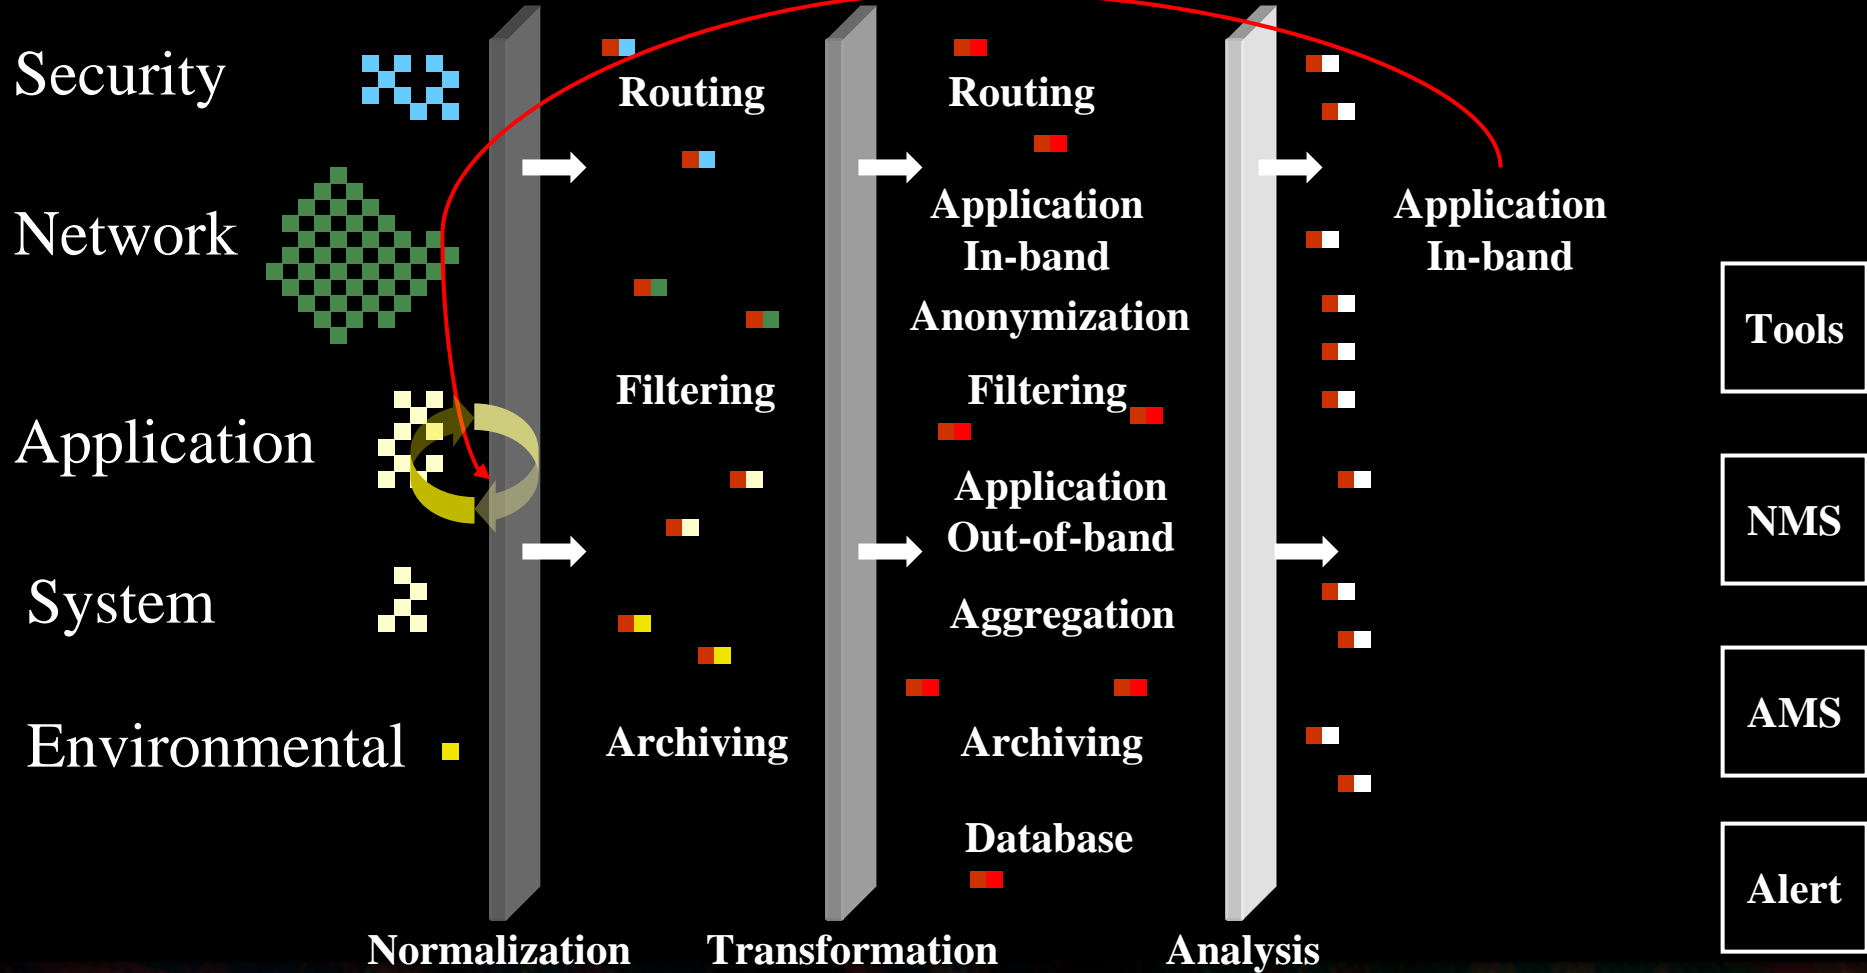 Security
Network
Application
System
Environmental
Routing
Filtering
Archiving
Routing
Application
In-band
Anonymization
Filtering
Application
Out-of-band
Aggregation
Archiving
Database
Application
In-band
Tools
NMS
AMS
Alert
Normalization
Transformation
Analysis